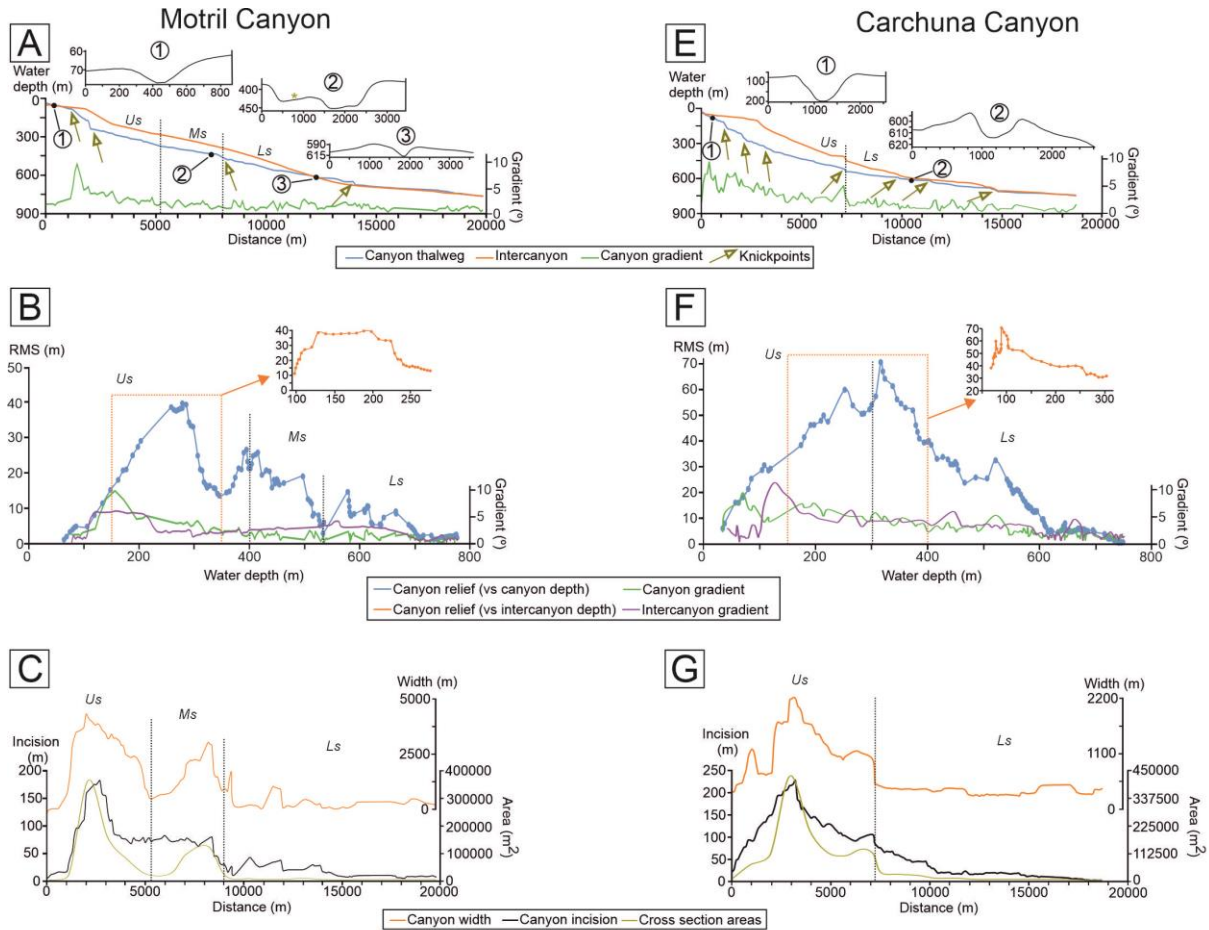 Motril Canyon
Carchuna Canyon
A
Water
depth (m)
0
300
600
900
60
70
0 200 400 600 800
1
400
450
0 1000 2000 3000
2
*
590
615
0 1000 2000 3000
3
Us
Ms
Ls
1
2
3
10
5
0
Gradient (º)
0 5000 10000 15000 20000
Distance (m)
E
Water
depth (m)
0
300
600
900
100
200
0 1000 2000
1
600
610
620
0 1000 2000
2
Us
Ls
1
2
10
5
0
Gradient (º)
0 5000 10000 15000 20000
Distance (m)
Canyon thalweg Intercanyon Canyon gradient Knickpoints
B
RMS (m)
50
40
30
20
10
0
Us
Ms
Ls
40
30
20
10
0
100 150 200 250
10
5
0
Gradient (º)
0 200 400 600 800
Water depth (m)
F
RMS (m)
70
60
50
40
30
20
10
0
Us
Ls
70
60
50
40
30
20
0 100 200 300
10
5
0
Gradient (º)
0 200 400 600 800
Water depth (m)
Canyon relief (vs canyon depth) Canyon gradient
Canyon relief (vs intercanyon depth) Intercanyon gradient
C
Incision
(m)
200
150
100
50
0
Us
Ms
Ls
Width (m)
5000
2500
0
400000
300000
200000
100000
0
Area (m²)
0 5000 10000 15000 20000
Distance (m)
G
Incision
(m)
250
200
150
100
50
0
Us
Ls
Width (m)
2200
1100
0
450000
337500
225000
112500
0
Area (m²)
0 5000 10000 15000 20000
Distance (m)
Canyon width Canyon incision Cross section areas